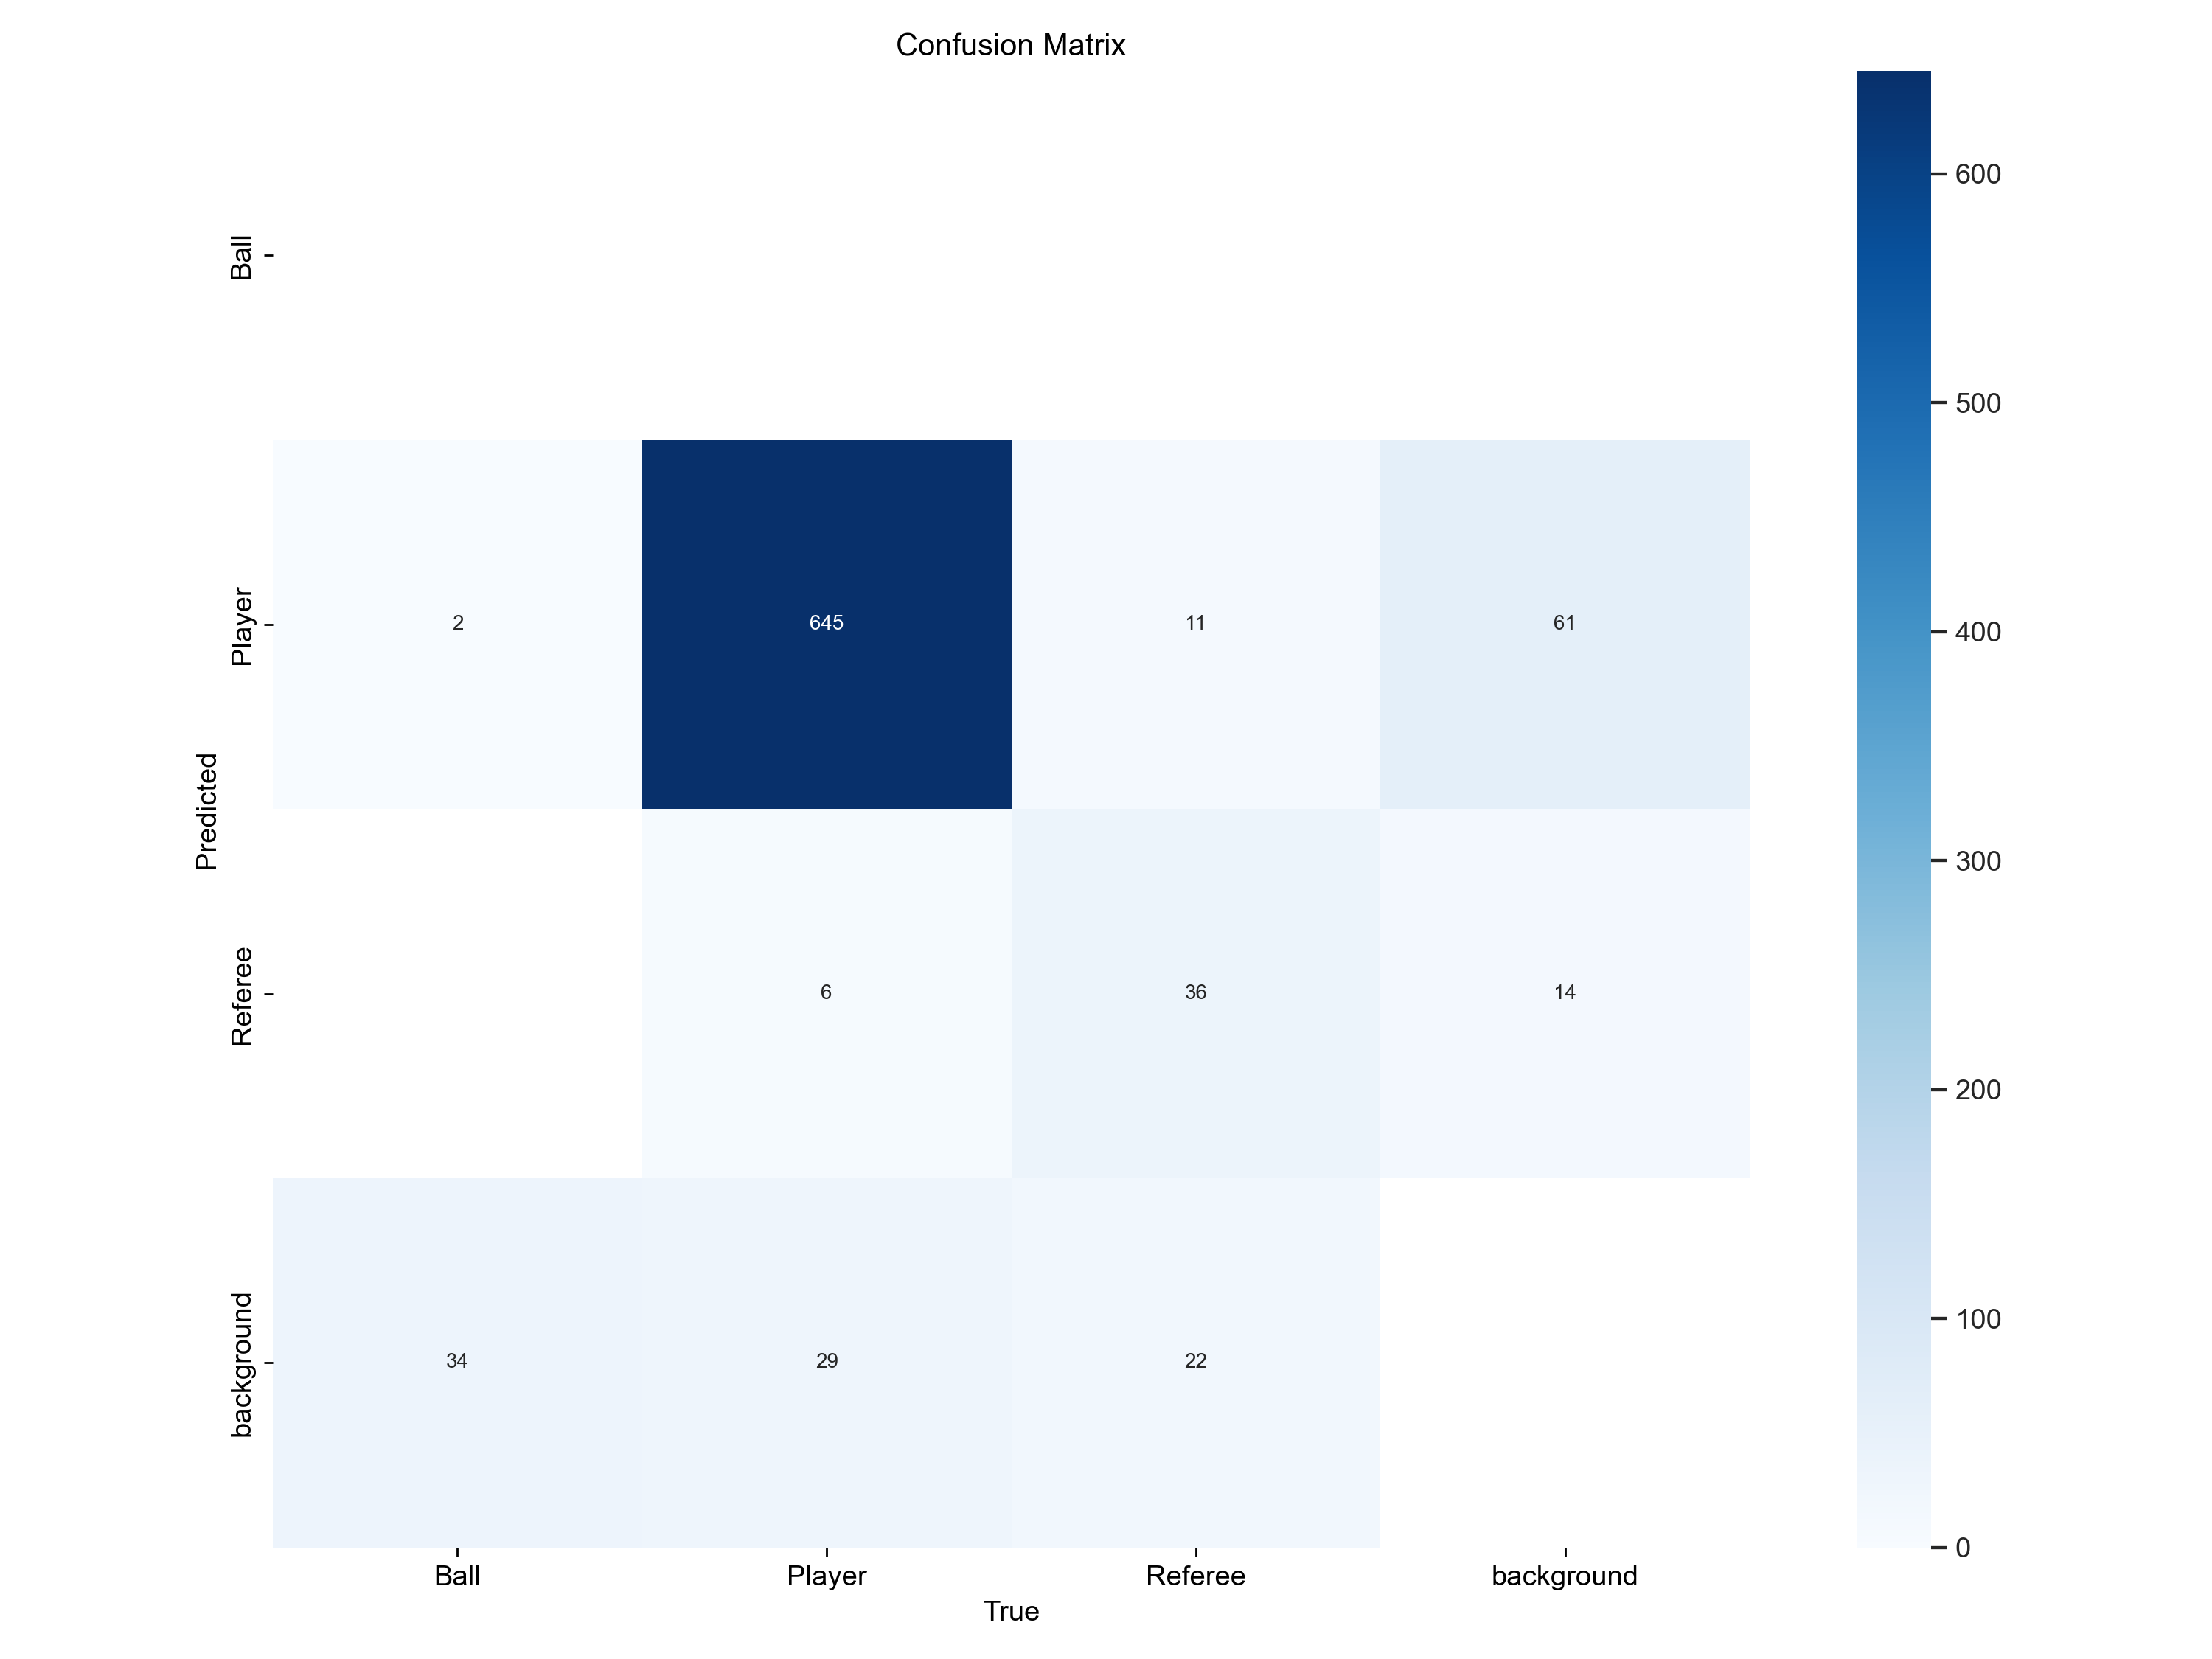 Confusion Matrix
Ball
Player
Referee
background
Predicted
2 645 11 61
6 36 14
34 29 22
Ball Player Referee background
True
600
500
400
300
200
100
0